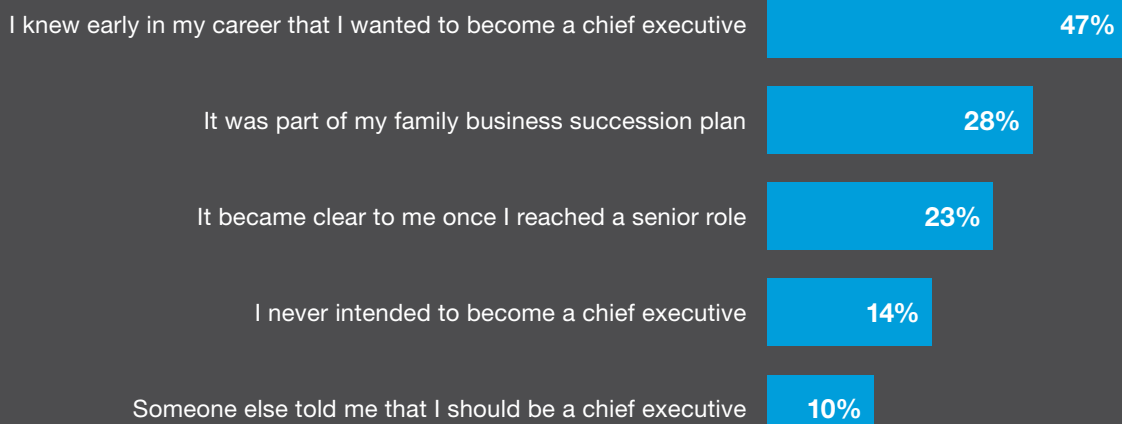 I knew early in my career that I wanted to become a chief executive 47%
It was part of my family business succession plan 28%
It became clear to me once I reached a senior role 23%
I never intended to become a chief executive 14%
Someone else told me that I should be a chief executive 10%